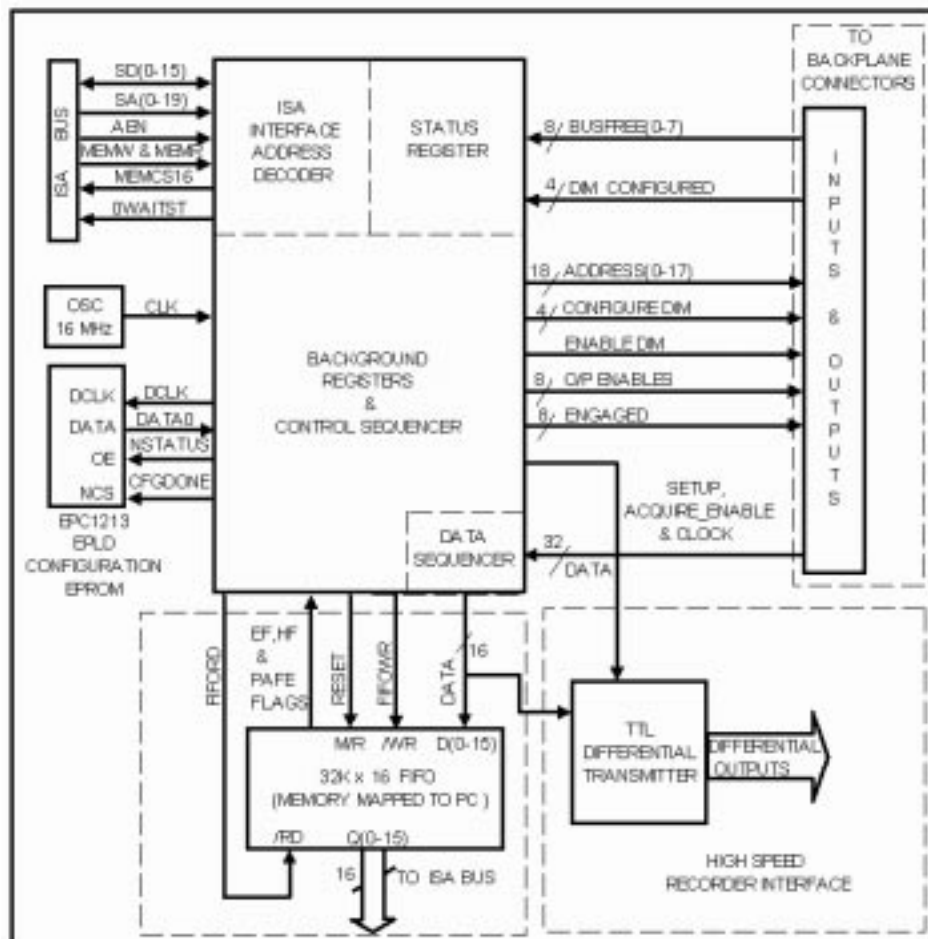 TO
BACKPLANE
CONNECTORS
ISA BUS
SD(0-15)
SA(0-19)
AEN
MEMW & MEMR
MEMCS16
0WAITST
ISA
INTERFACE
ADDRESS
DECODER
STATUS
REGISTER
8 BUSFREE(0-7)
4 DIM CONFIGURED
18 ADDRESS(0-17)
4 CONFIGURE DIM
ENABLE DIM
8 O/P ENABLES
8 ENGAGED
INPUTS & OUTPUTS
OSC
16 MHz
CLK
BACKGROUND
REGISTERS
&
CONTROL SEQUENCER
DCLK
DATA
OE
NCS
DCLK
DATA0
NSTATUS
CFGDONE
EPC1213
EPLD
CONFIGURATION
EPROM
DATA
SEQUENCER
SETUP,
ACQUIRE_ENABLE
& CLOCK
32
DATA
FIFORD
EF,HF
&
PAFE
FLAGS
RESET
FIFOWR
DATA
16
M/R /WR D(0-15)
32K x 16 FIFO
(MEMORY MAPPED TO PC )
/RD Q(0-15)
16
TO ISA BUS
TTL
DIFFERENTIAL
TRANSMITTER
DIFFERENTIAL
OUTPUTS
HIGH SPEED
RECORDER INTERFACE